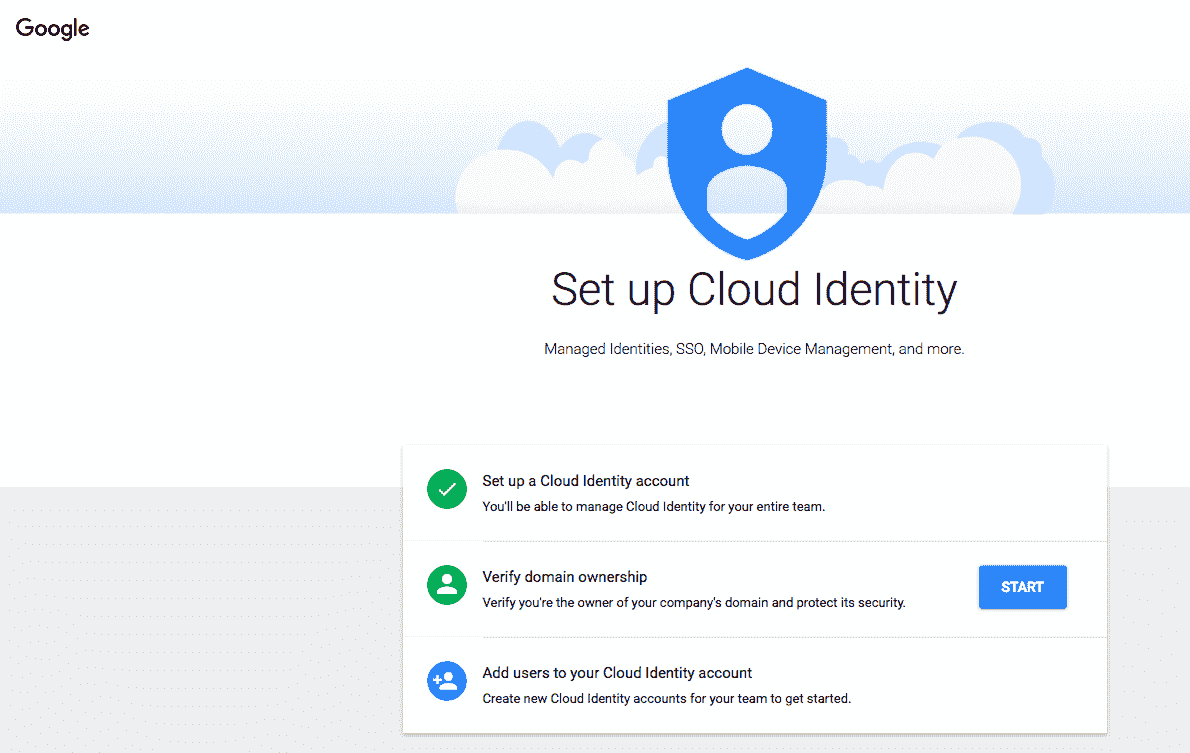 Google
Set up Cloud Identity
Managed Identities, SSO, Mobile Device Management, and more.
Set up a Cloud Identity account
You'll be able to manage Cloud Identity for your entire team.
Verify domain ownership
Verify you're the owner of your company's domain and protect its security.
START
Add users to your Cloud Identity account
Create new Cloud Identity accounts for your team to get started.